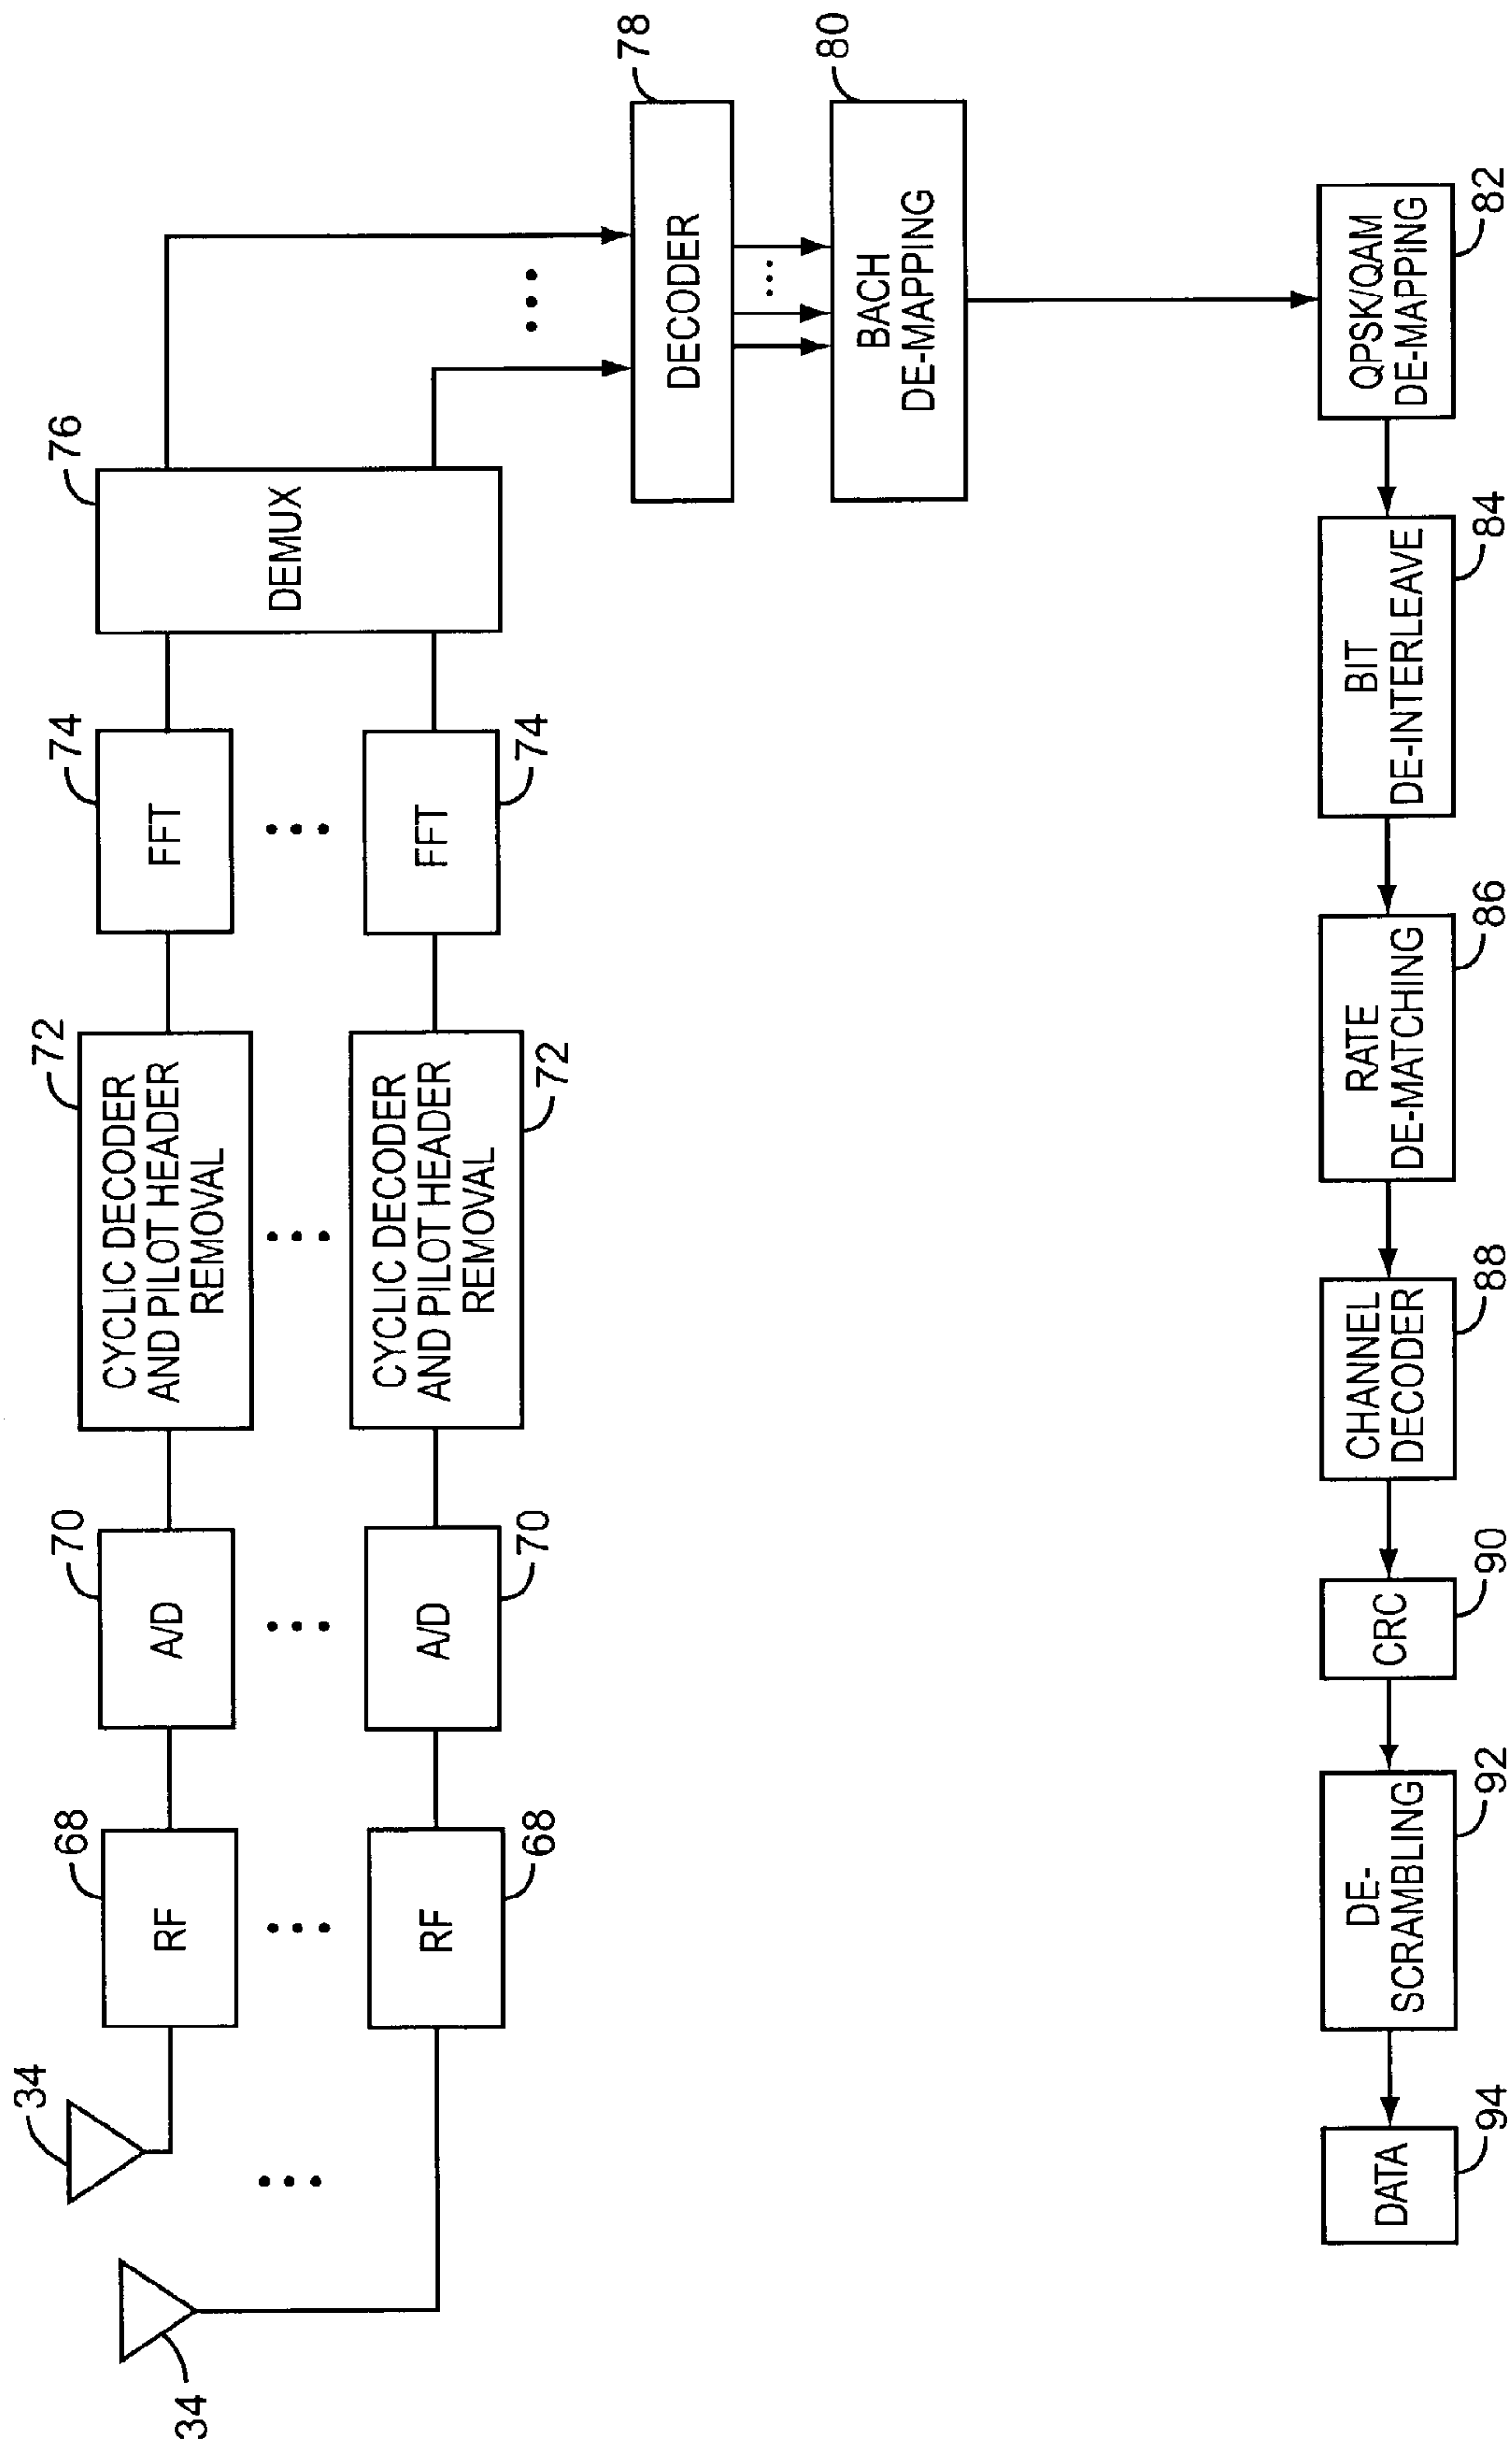 34
34
68
RF
RF
68
70
A/D
A/D
70
72
CYCLIC DECODER
AND PILOT HEADER
REMOVAL
CYCLIC DECODER
AND PILOT HEADER
REMOVAL
72
74
FFT
FFT
74
76
DEMUX
78
DECODER
80
BACH
DE-MAPPING
QPSK/QAM
DE-MAPPING
82
BIT
DE-INTERLEAVE
84
RATE
DE-MATCHING
86
CHANNEL
DECODER
88
CRC
90
DE-
SCRAMBLING
92
DATA
94